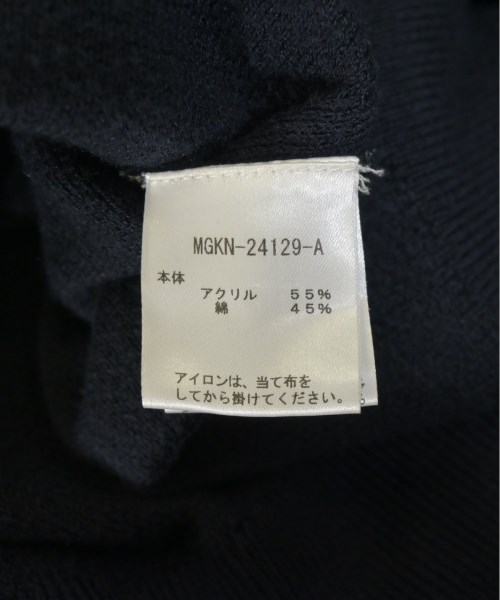 MGKN-24129-A
本体
アクリル 55%
綿 45%
アイロンは、当て布を
してから掛けてください。